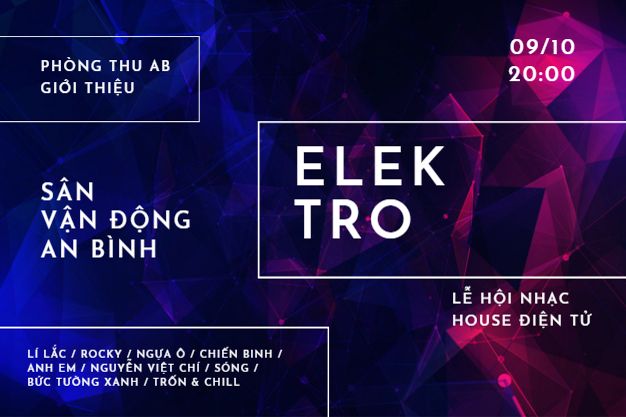 PHÒNG THU AB
GIỚI THIỆU
09/10
20:00
ELEK
TRO
SÂN
VẬN ĐỘNG
AN BÌNH
LỄ HỘI NHẠC
HOUSE ĐIỆN TỬ
LÍ LẮC / ROCKY / NGỰA Ô / CHIẾN BINH /
ANH EM / NGUYỄN VIỆT CHÍ / SÓNG /
BỨC TƯỜNG XANH / TRỐN & CHILL